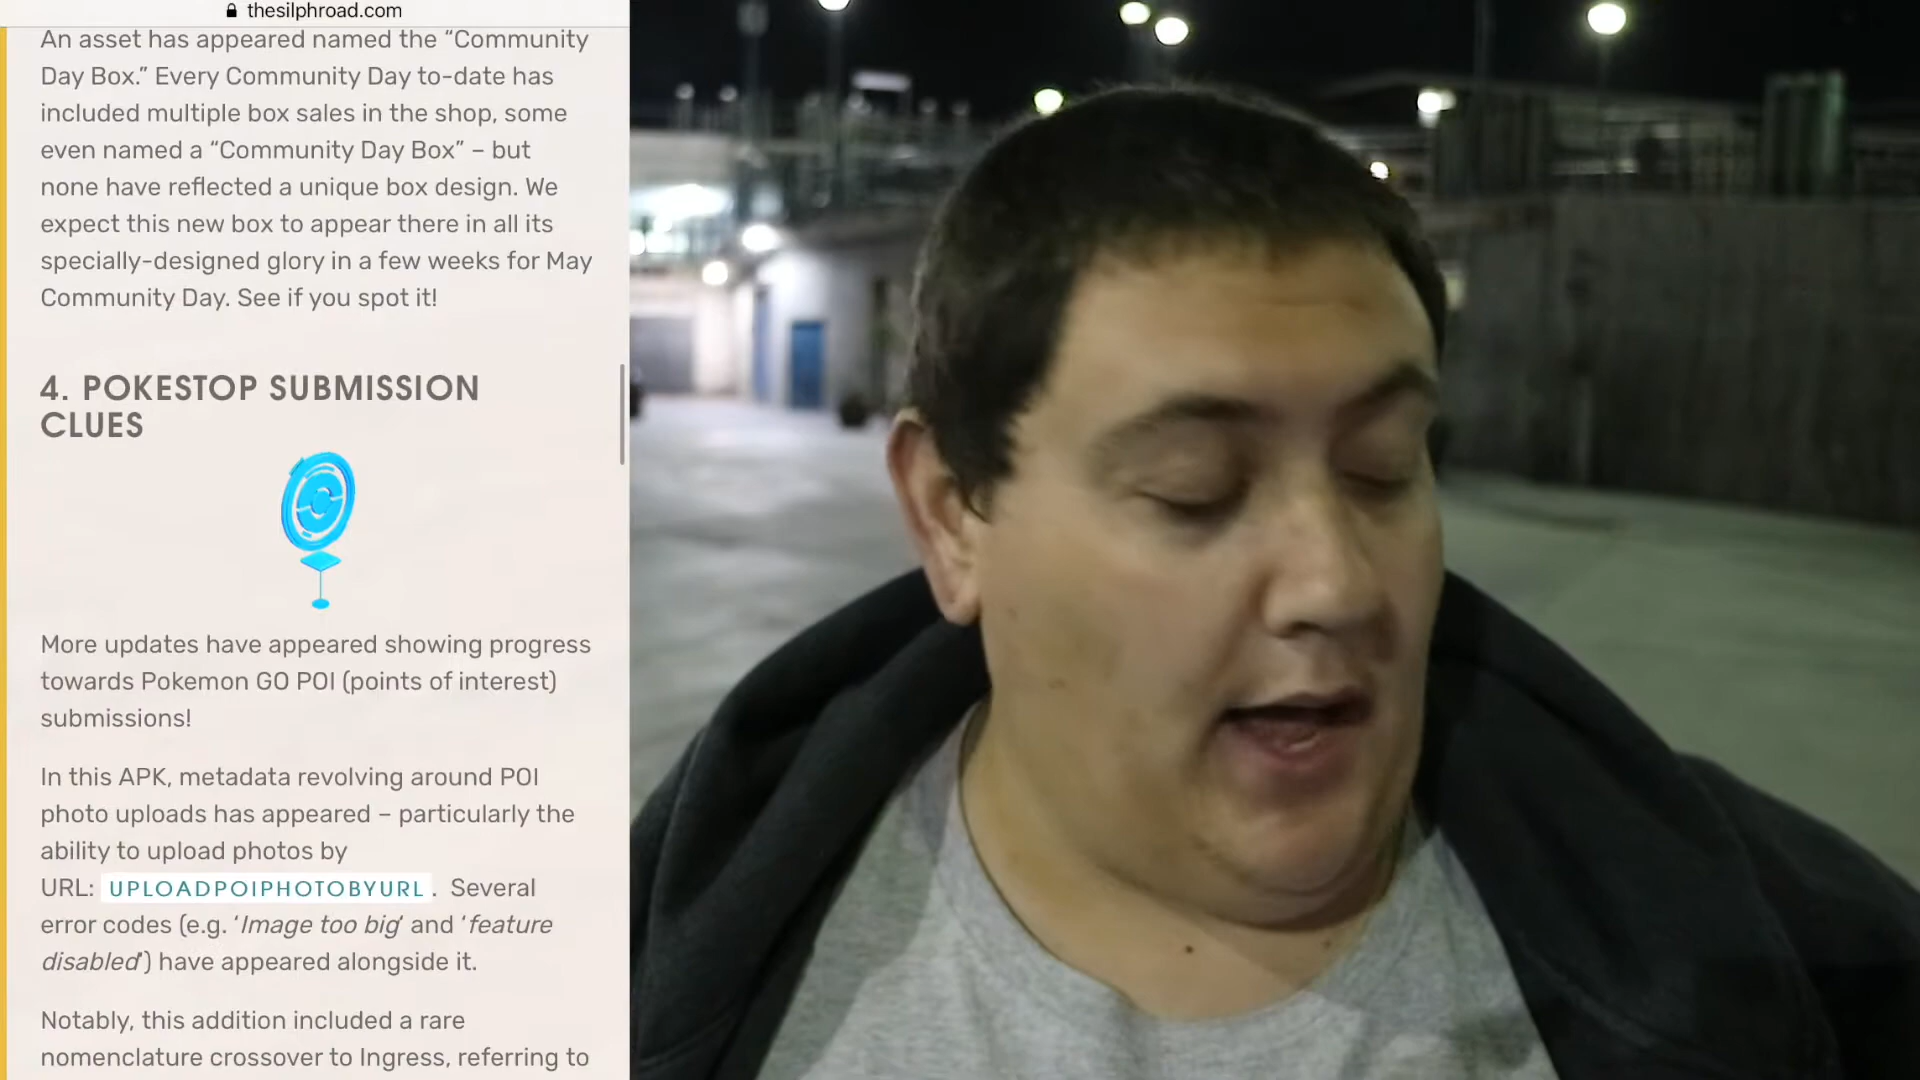 thesilphroad.com
An asset has appeared named the “Community
Day Box.” Every Community Day to-date has
included multiple box sales in the shop, some
even named a “Community Day Box” – but
none have reflected a unique box design. We
expect this new box to appear there in all its
specially-designed glory in a few weeks for May
Community Day. See if you spot it!
4. POKESTOP SUBMISSION
CLUES
More updates have appeared showing progress
towards Pokemon GO POI (points of interest)
submissions!
In this APK, metadata revolving around POI
photo uploads has appeared – particularly the
ability to upload photos by
URL: UPLOADPOIPHOTOBYURL. Several
error codes (e.g. ‘Image too big‘ and ‘feature
disabled‘) have appeared alongside it.
Notably, this addition included a rare
nomenclature crossover to Ingress, referring to